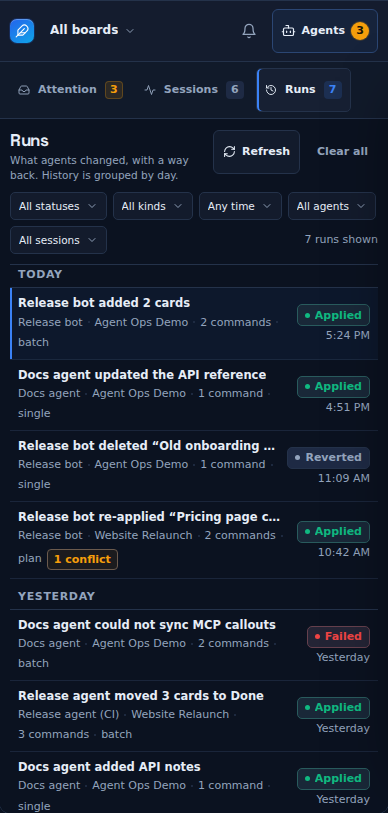 All boards
Agents 3
Attention 3
Sessions 6
Runs 7
Runs
What agents changed, with a way
back. History is grouped by day.
Refresh
Clear all
All statuses
All kinds
Any time
All agents
All sessions
7 runs shown
TODAY
Release bot added 2 cards
Release bot · Agent Ops Demo · 2 commands ·
batch
Applied
5:24 PM
Docs agent updated the API reference
Docs agent · Agent Ops Demo · 1 command ·
single
Applied
4:51 PM
Release bot deleted “Old onboarding ...
Release bot · Agent Ops Demo · 1 command ·
single
Reverted
11:09 AM
Release bot re-applied “Pricing page c...
Release bot · Website Relaunch · 2 commands ·
plan 1 conflict
Applied
10:42 AM
YESTERDAY
Docs agent could not sync MCP callouts
Docs agent · Agent Ops Demo · 2 commands ·
batch
Failed
Yesterday
Release agent moved 3 cards to Done
Release agent (CI) · Website Relaunch ·
3 commands · batch
Applied
Yesterday
Docs agent added API notes
Docs agent · Agent Ops Demo · 1 command ·
single
Applied
Yesterday